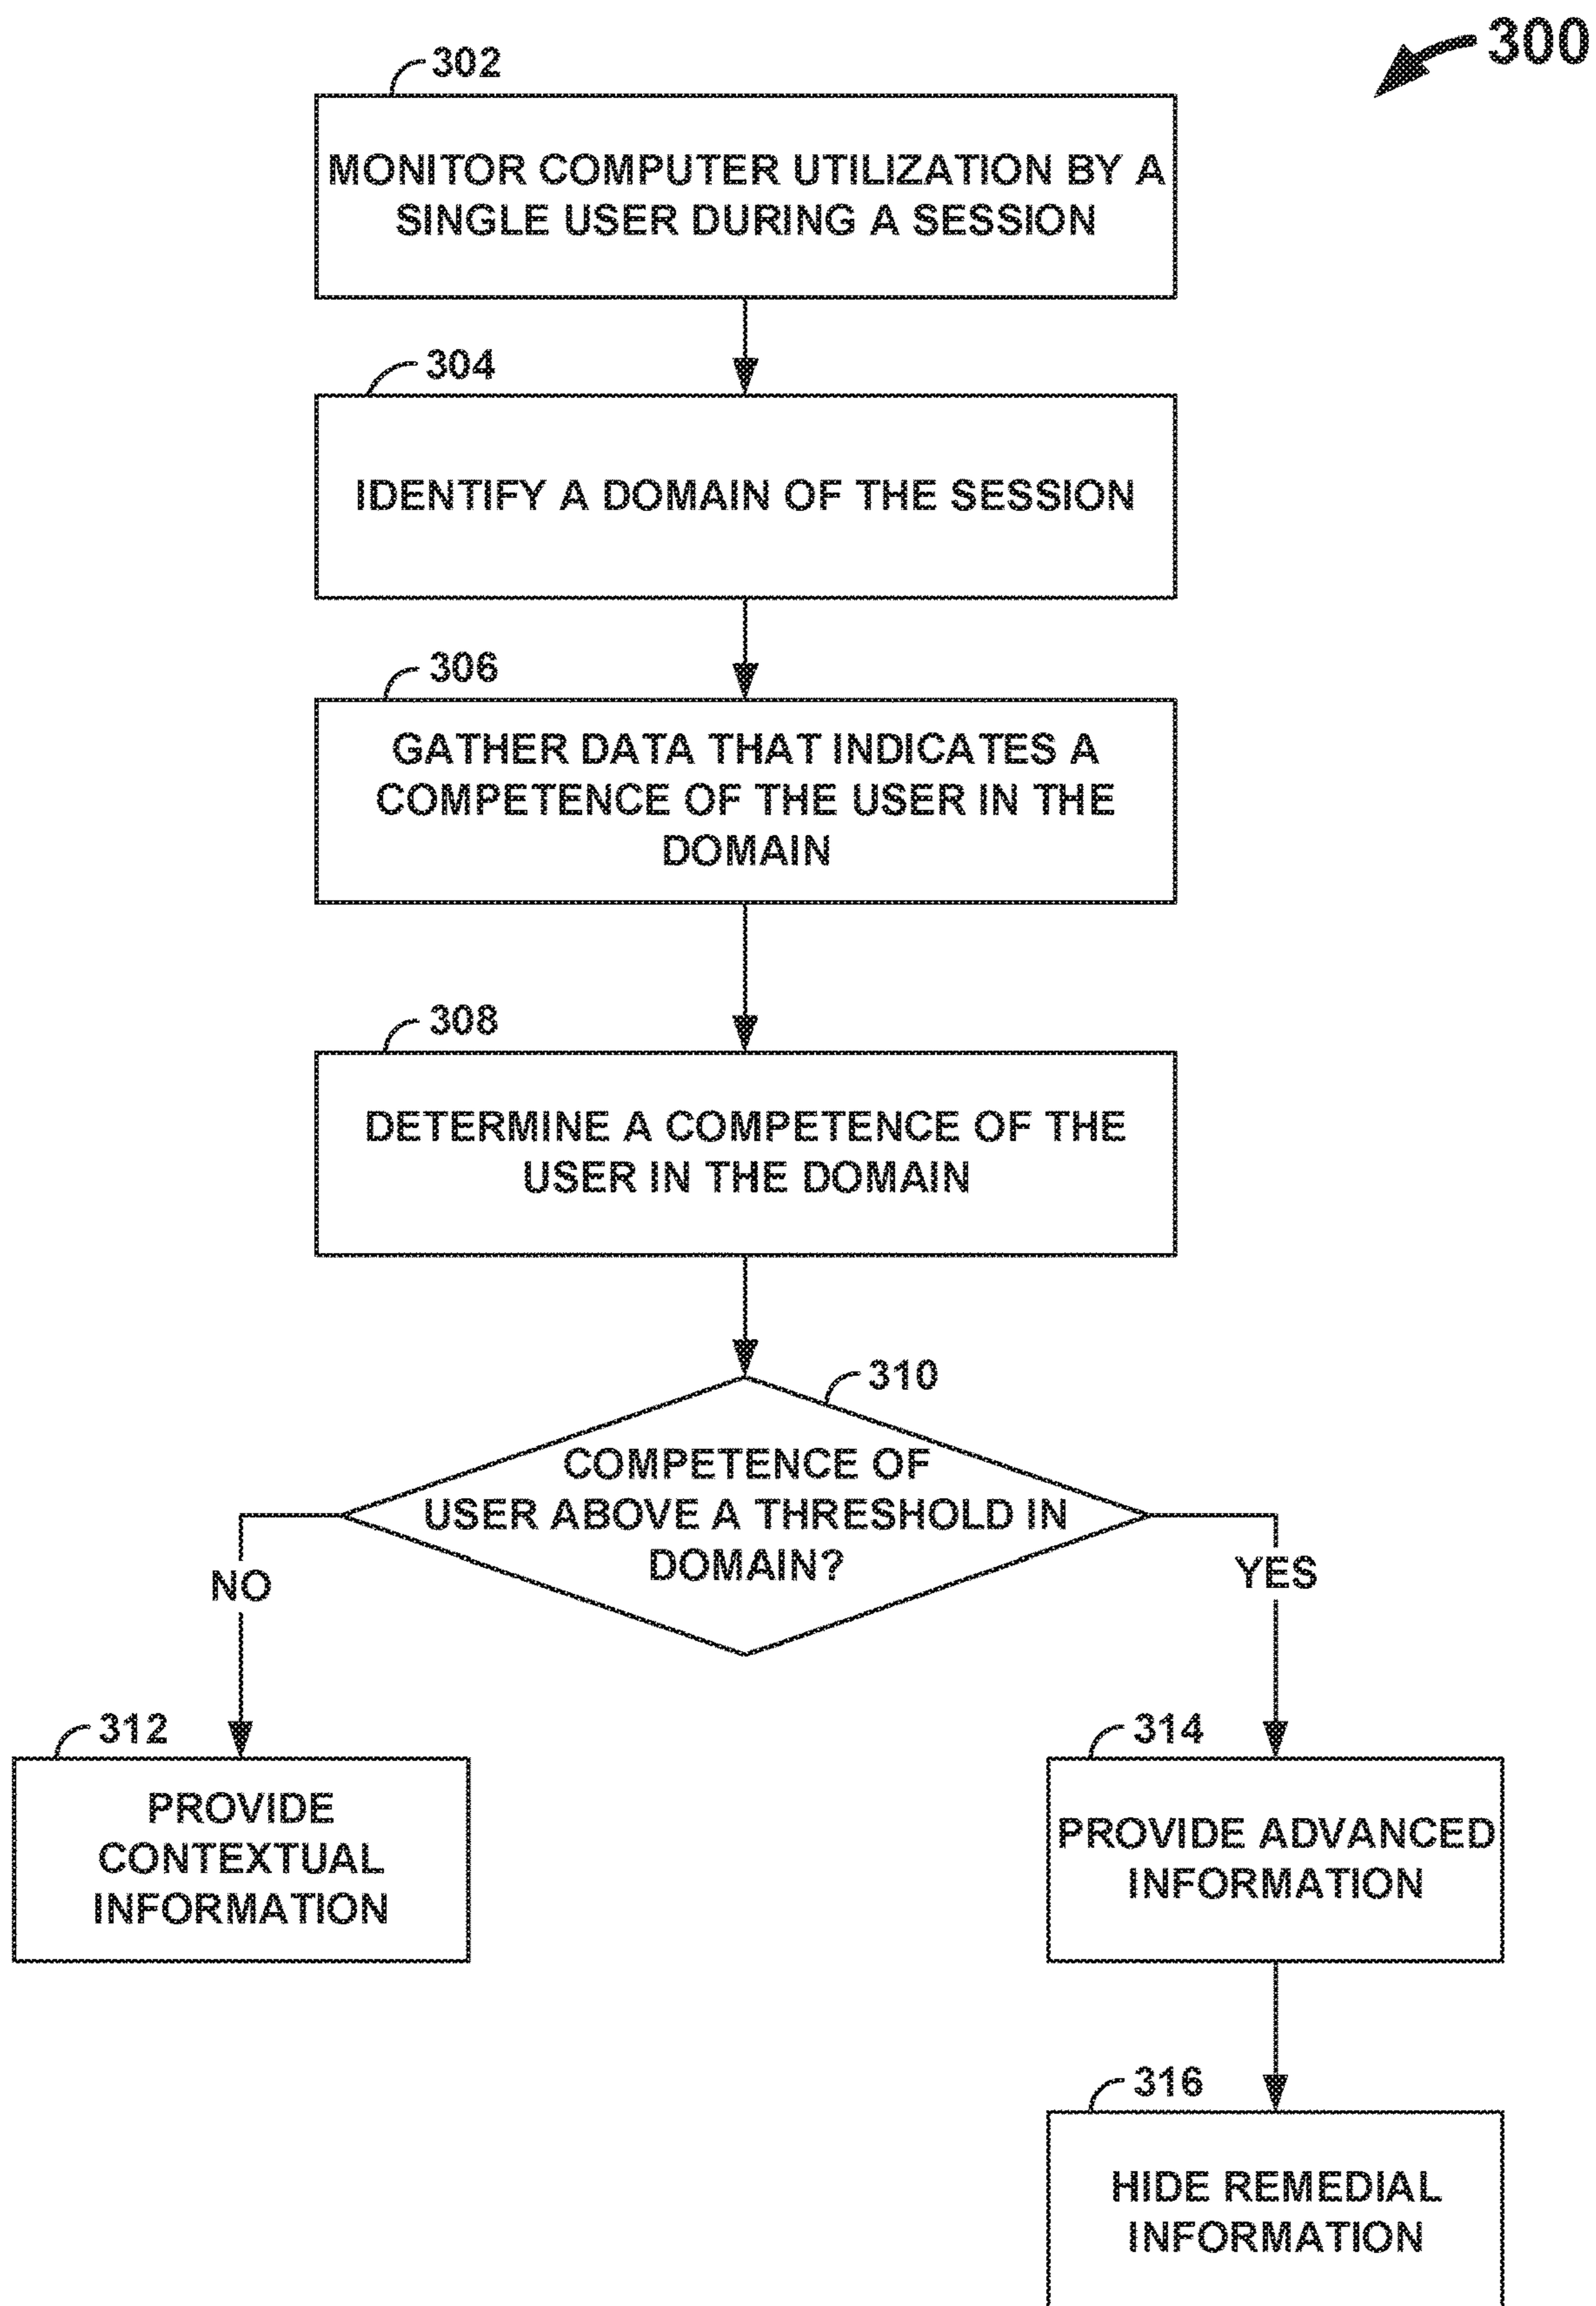 300
302
MONITOR COMPUTER UTILIZATION BY A
SINGLE USER DURING A SESSION
304
IDENTIFY A DOMAIN OF THE SESSION
306
GATHER DATA THAT INDICATES A
COMPETENCE OF THE USER IN THE
DOMAIN
308
DETERMINE A COMPETENCE OF THE
USER IN THE DOMAIN
310
COMPETENCE OF
USER ABOVE A THRESHOLD IN
DOMAIN?
NO
YES
312
PROVIDE
CONTEXTUAL
INFORMATION
314
PROVIDE ADVANCED
INFORMATION
316
HIDE REMEDIAL
INFORMATION